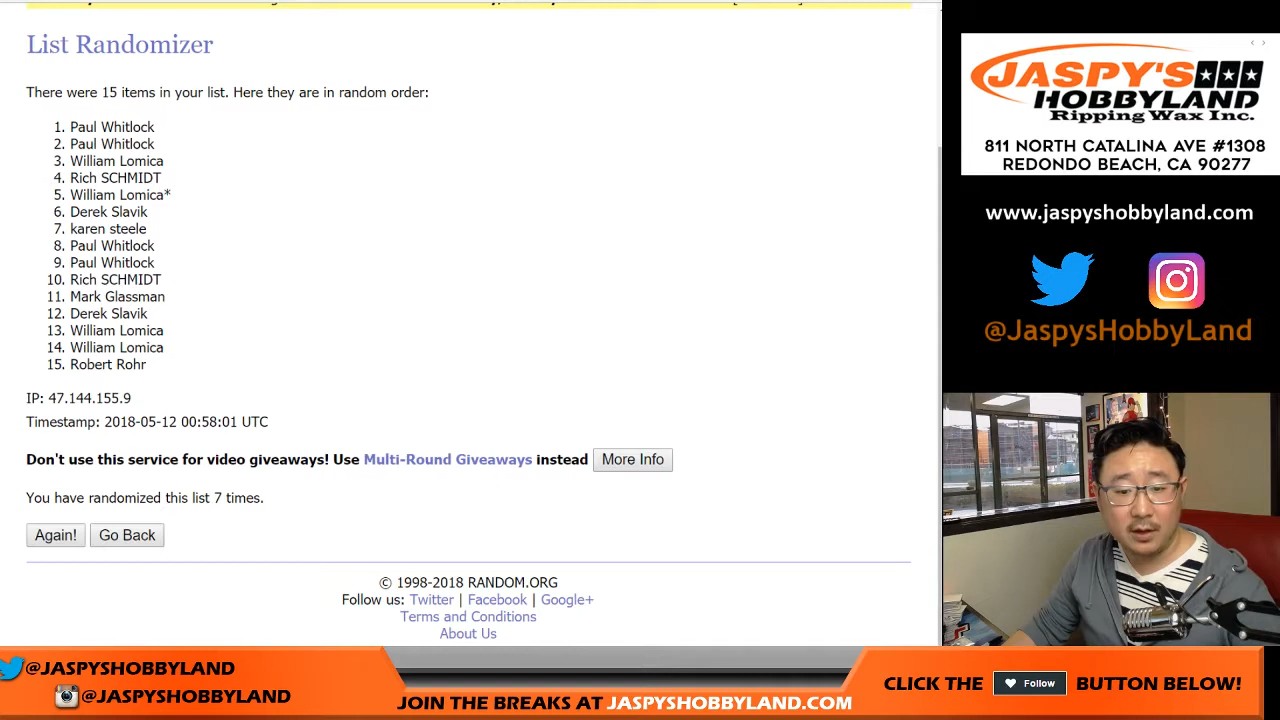 List Randomizer
There were 15 items in your list. Here they are in random order:
1. Paul Whitlock
2. Paul Whitlock
3. William Lomica
4. Rich SCHMIDT
5. William Lomica*
6. Derek Slavik
7. karen steele
8. Paul Whitlock
9. Paul Whitlock
10. Rich SCHMIDT
11. Mark Glassman
12. Derek Slavik
13. William Lomica
14. William Lomica
15. Robert Rohr
IP: 47.144.155.9
Timestamp: 2018-05-12 00:58:01 UTC
Don't use this service for video giveaways! Use Multi-Round Giveaways instead More Info
You have randomized this list 7 times.
Again! Go Back
© 1998-2018 RANDOM.ORG
Follow us: Twitter | Facebook | Google+
Terms and Conditions
About Us
JASPY'S
HOBBYLAND
Ripping Wax Inc.
811 NORTH CATALINA AVE #1308
REDONDO BEACH, CA 90277
www.jaspyshobbyland.com
@JaspysHobbyLand
@JASPYSHOBBYLAND
@JASPYSHOBBYLAND
JOIN THE BREAKS AT JASPYSHOBBYLAND.COM
CLICK THE Follow BUTTON BELOW!